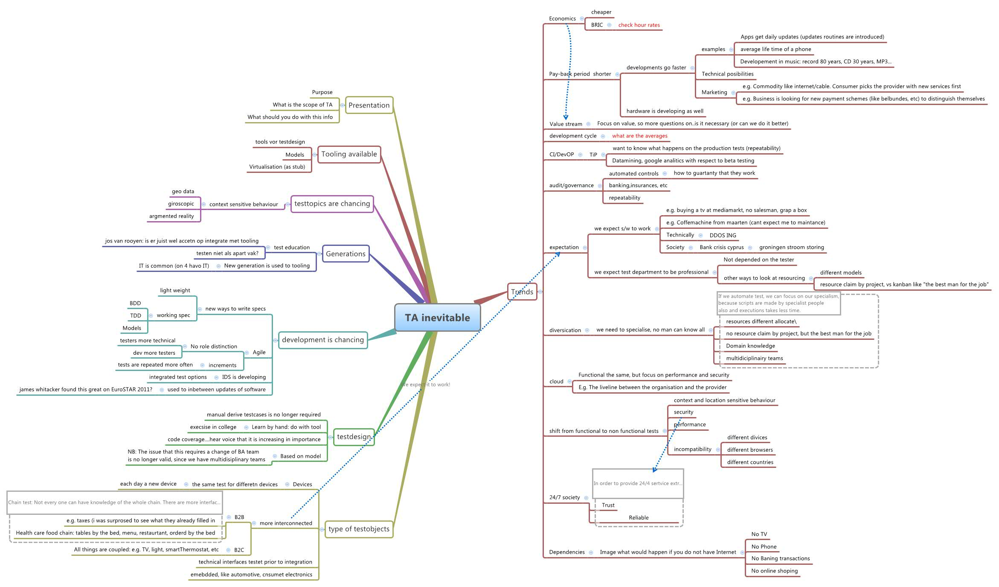 TA inevitable
Presentation
Purpose
What is the scope of TA
What should you do with this info
Tooling available
tools vor testdesign
Models
Virtualisation (as stub)
testtopics are chancing
context sensitive behaviour
geo data
giroscopic
argmented reality
Generations
test education
jos van rooyen: is er juist wel accetn op integrate met tooling
testen niet als apart vak?
New generation is used to tooling
IT is common (on 4 havo IT)
development is chancing
new ways to write specs
light weight
working spec
BDD
TDD
Models
Agile
No role distinction
testers more technical
dev more testers
increments
tests are repeated more often
IDS is developing
integrated test options
used to inbetween updates of software
james whitacker found this great on EuroSTAR 2011?
testdesign
manual derive testcases is no longer required
Learn by hand: do with tool
execsise in college
code coverage....hear voice that it is increasing in importance
Based on model
NB: The issue that this requires a change of BA team
is no longer valid, since we have multidisiplinary teams
type of testobjects
Devices
the same test for differetn devices
each day a new device
more interconnected
B2B
Chain test: Not every one can have knowledge of the whole chain. There are more interfac...
e.g. taxes (i was surprosed to see what they already filled in
Health care food chain: tables by the bed, menu, restaurtant, orderd by the bed
B2C
All things are coupled: e.g. TV, light, smartThermostat, etc
technical interfaces testet prior to integration
emebdded, like automotive, cnsumet electronics
We expect it to work!
Trends
Economics
cheaper
BRIC
check hour rates
Pay-back period  shorter
developments go faster
examples
Apps get daily updates (updates routines are introduced)
average life time of a phone
Developement in music: record 80 years, CD 30 years, MP3...
Technical posibilities
Marketing
e.g. Commodity like internet/cable. Consumer picks the provider with new services first
e.g. Business is looking for new payment schemes (like belbundes, etc) to distinguish themselves
hardware is developing as well
Value stream
Focus on value, so more questions on..is it necessary (or can we do it better)
development cycle
what are the averages
CI/DevOP
TiP
want to know what happens on the production tests (repeatability)
Datamining, google analitics with respect to beta testing
audit/governance
automated controls
how to guartanty that they work
banking,insurances, etc
repeatability
expectation
we expect s/w to work
e.g. buying a tv at mediamarkt, no salesman, grap a box
e.g. Coffemachine from maarten (cant expect me to maintance)
Technically
DDOS ING
Society
Bank crisis cyprus
groningen stroom storing
we expect test department to be professional
Not depended on the tester
other ways to look at resourcing
different models
resource claim by project, vs kanban like "the best man for the job"
diversication
we need to specialise, no man can know all
If we automate test, we can focus on our specialism,
because scripts are made by specialist people
also and executions takes less time.
resources different allocate\
no resource claim by project, but the best man for the job
Domain knowledge
multidiciplinairy teams
cloud
Functional the same, but focus on performance and security
E.g. The liveline between the organisation and the provider
shift from functional to non functional tests
context and location sensitive behaviour
security
performance
incompatibility
different divices
different browsers
different countries
24/7 society
In order to provide 24/4 sertvice extr...
Trust
Reliable
Dependencies
Image what would happen if you do not have Internet
No TV
No Phone
No Baning transactions
No online shoping